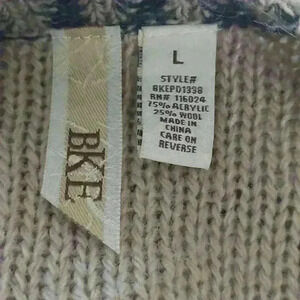 BKE
L
STYLE#
BKEPD1398
RN# 116024
75% ACRYLIC
25% WOOL
MADE IN
CHINA
CARE ON
REVERSE